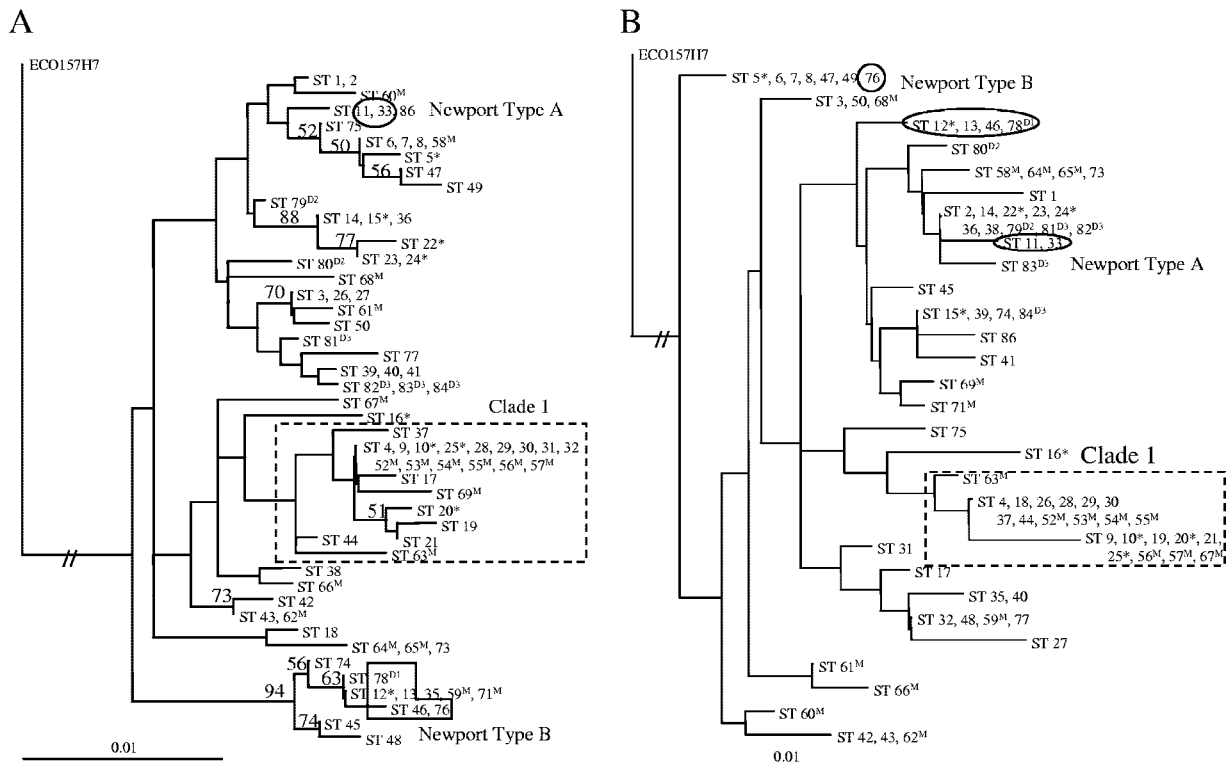 A
ECO157H7
ST 1, 2
ST 60ᴹ
ST 11, 33, 86
Newport Type A
ST 75
52
ST 6, 7, 8, 58ᴹ
50
ST 5*
ST 47
56
ST 49
ST 79ᴰ²
88
ST 14, 15*, 36
77
ST 22*
ST 23, 24*
ST 80ᴰ²
ST 68ᴹ
70
ST 3, 26, 27
ST 61ᴹ
ST 50
ST 81ᴰ³
ST 77
ST 39, 40, 41
ST 82ᴰ³, 83ᴰ³, 84ᴰ³
ST 67ᴹ
Clade 1
ST 16*
ST 37
ST 4, 9, 10*, 25*, 28, 29, 30, 31, 32
52ᴹ, 53ᴹ, 54ᴹ, 55ᴹ, 56ᴹ, 57ᴹ
ST 17
ST 69ᴹ
51
ST 20*
ST 19
ST 21
ST 44
ST 63ᴹ
ST 38
ST 66ᴹ
73
ST 42
ST 43, 62ᴹ
ST 18
ST 64ᴹ, 65ᴹ, 73
56
ST 74
63
ST 78ᴰ¹
94
ST 12*, 13, 35, 59ᴹ, 71ᴹ
ST 46, 76
74
ST 45
ST 48
Newport Type B
0.01
B
ECO157H7
ST 5*, 6, 7, 8, 47, 49, 76
Newport Type B
ST 3, 50, 68ᴹ
ST 12*, 13, 46, 78ᴰ¹
ST 80ᴰ²
ST 58ᴹ, 64ᴹ, 65ᴹ, 73
ST 1
ST 2, 14, 22*, 23, 24*
36, 38, 79ᴰ², 81ᴰ³, 82ᴰ³
ST 11, 33
ST 83ᴰ³
Newport Type A
ST 45
ST 15*, 39, 74, 84ᴰ³
ST 86
ST 41
ST 69ᴹ
ST 71ᴹ
ST 75
ST 16*
Clade 1
ST 63ᴹ
ST 4, 18, 26, 28, 29, 30
37, 44, 52ᴹ, 53ᴹ, 54ᴹ, 55ᴹ
ST 9, 10*, 19, 20*, 21,
25*, 56ᴹ, 57ᴹ, 67ᴹ
ST 31
ST 17
ST 35, 40
ST 32, 48, 59ᴹ, 77
ST 27
ST 61ᴹ
ST 66ᴹ
ST 60ᴹ
ST 42, 43, 62ᴹ
0.01